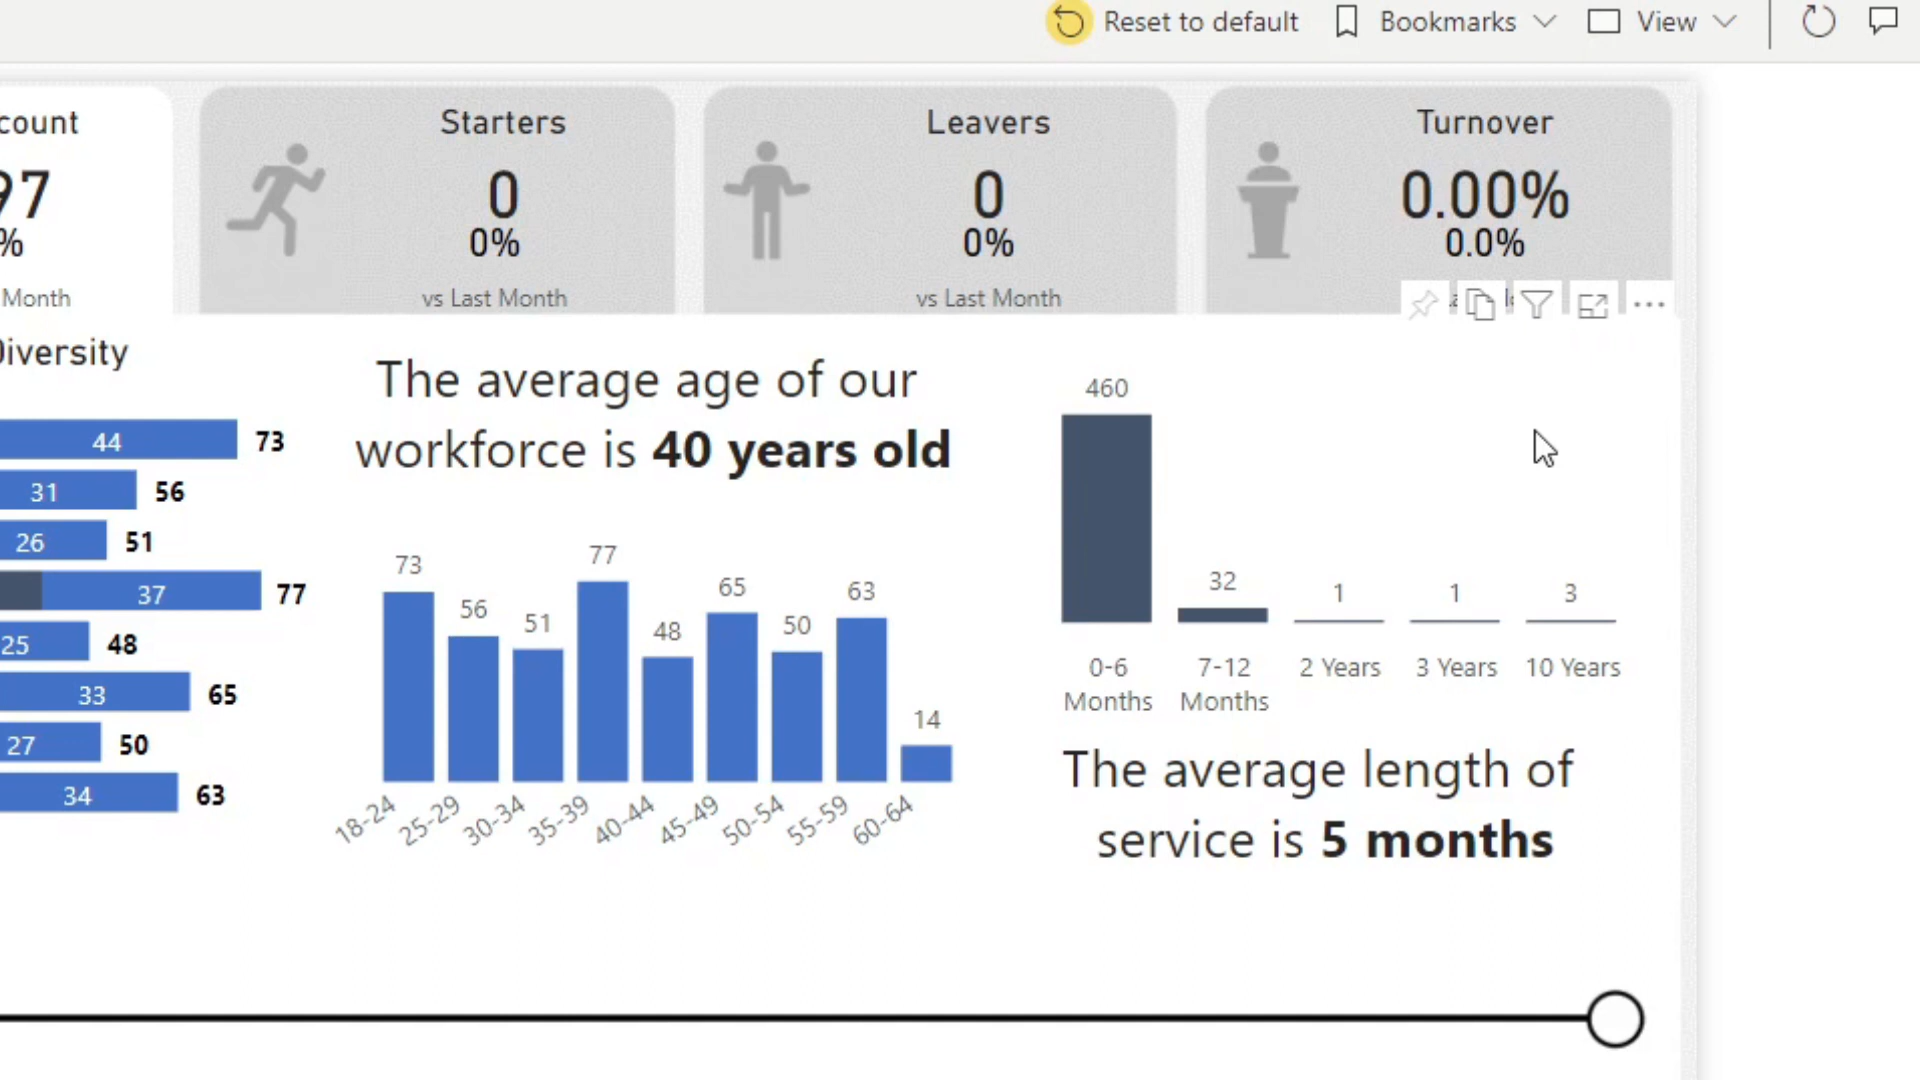 Reset to default
Bookmarks
View
count
97
%
Month
Starters
0
0%
vs Last Month
Leavers
0
0%
vs Last Month
Turnover
0.00%
0.0%
Diversity
44 73
31 56
26 51
37 77
25 48
33 65
27 50
34 63
The average age of our
workforce is 40 years old
73 56 51 77 48 65 50 63 14
18-24 25-29 30-34 35-39 40-44 45-49 50-54 55-59 60-64
460 32 1 1 3
0-6 7-12 2 Years 3 Years 10 Years
Months Months
The average length of
service is 5 months